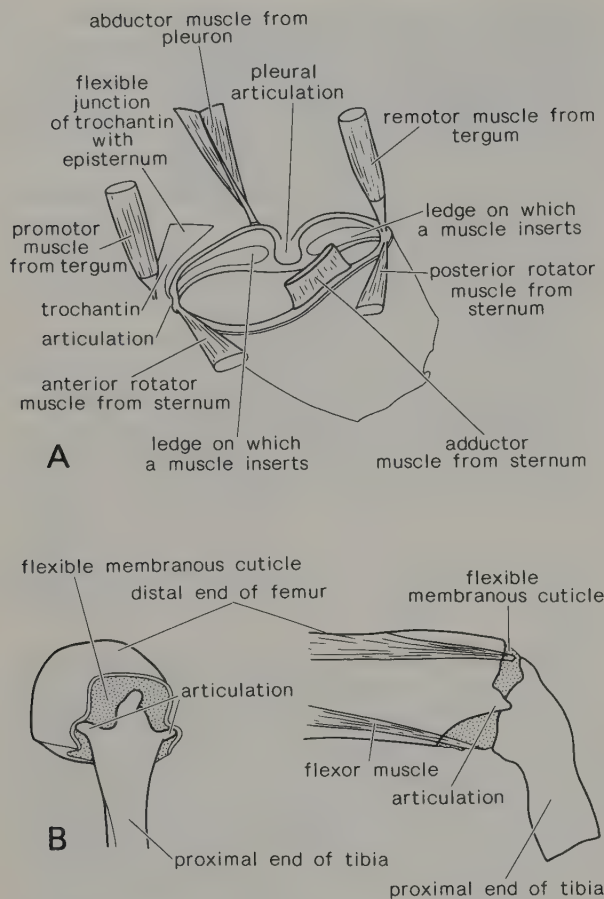 abductor muscle from
pleuron
flexible
junction
of trochantin
with
episternum
pleural
articulation
remotor muscle from
tergum
promotor
muscle
from tergum
ledge on which
a muscle inserts
trochantin
articulation
posterior rotator
muscle from
sternum
anterior rotator
muscle from sternum
A
ledge on which
a muscle inserts
adductor
muscle from sternum
flexible membranous cuticle
distal end of femur
flexible
membranous cuticle
articulation
flexor muscle
articulation
B
proximal end of tibia
proximal end of tibia